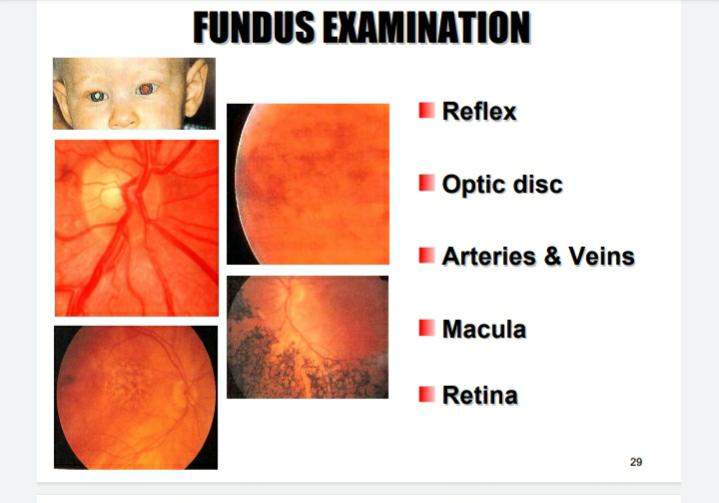 FUNDUS EXAMINATION
Reflex
Optic disc
Arteries & Veins
Macula
Retina
29